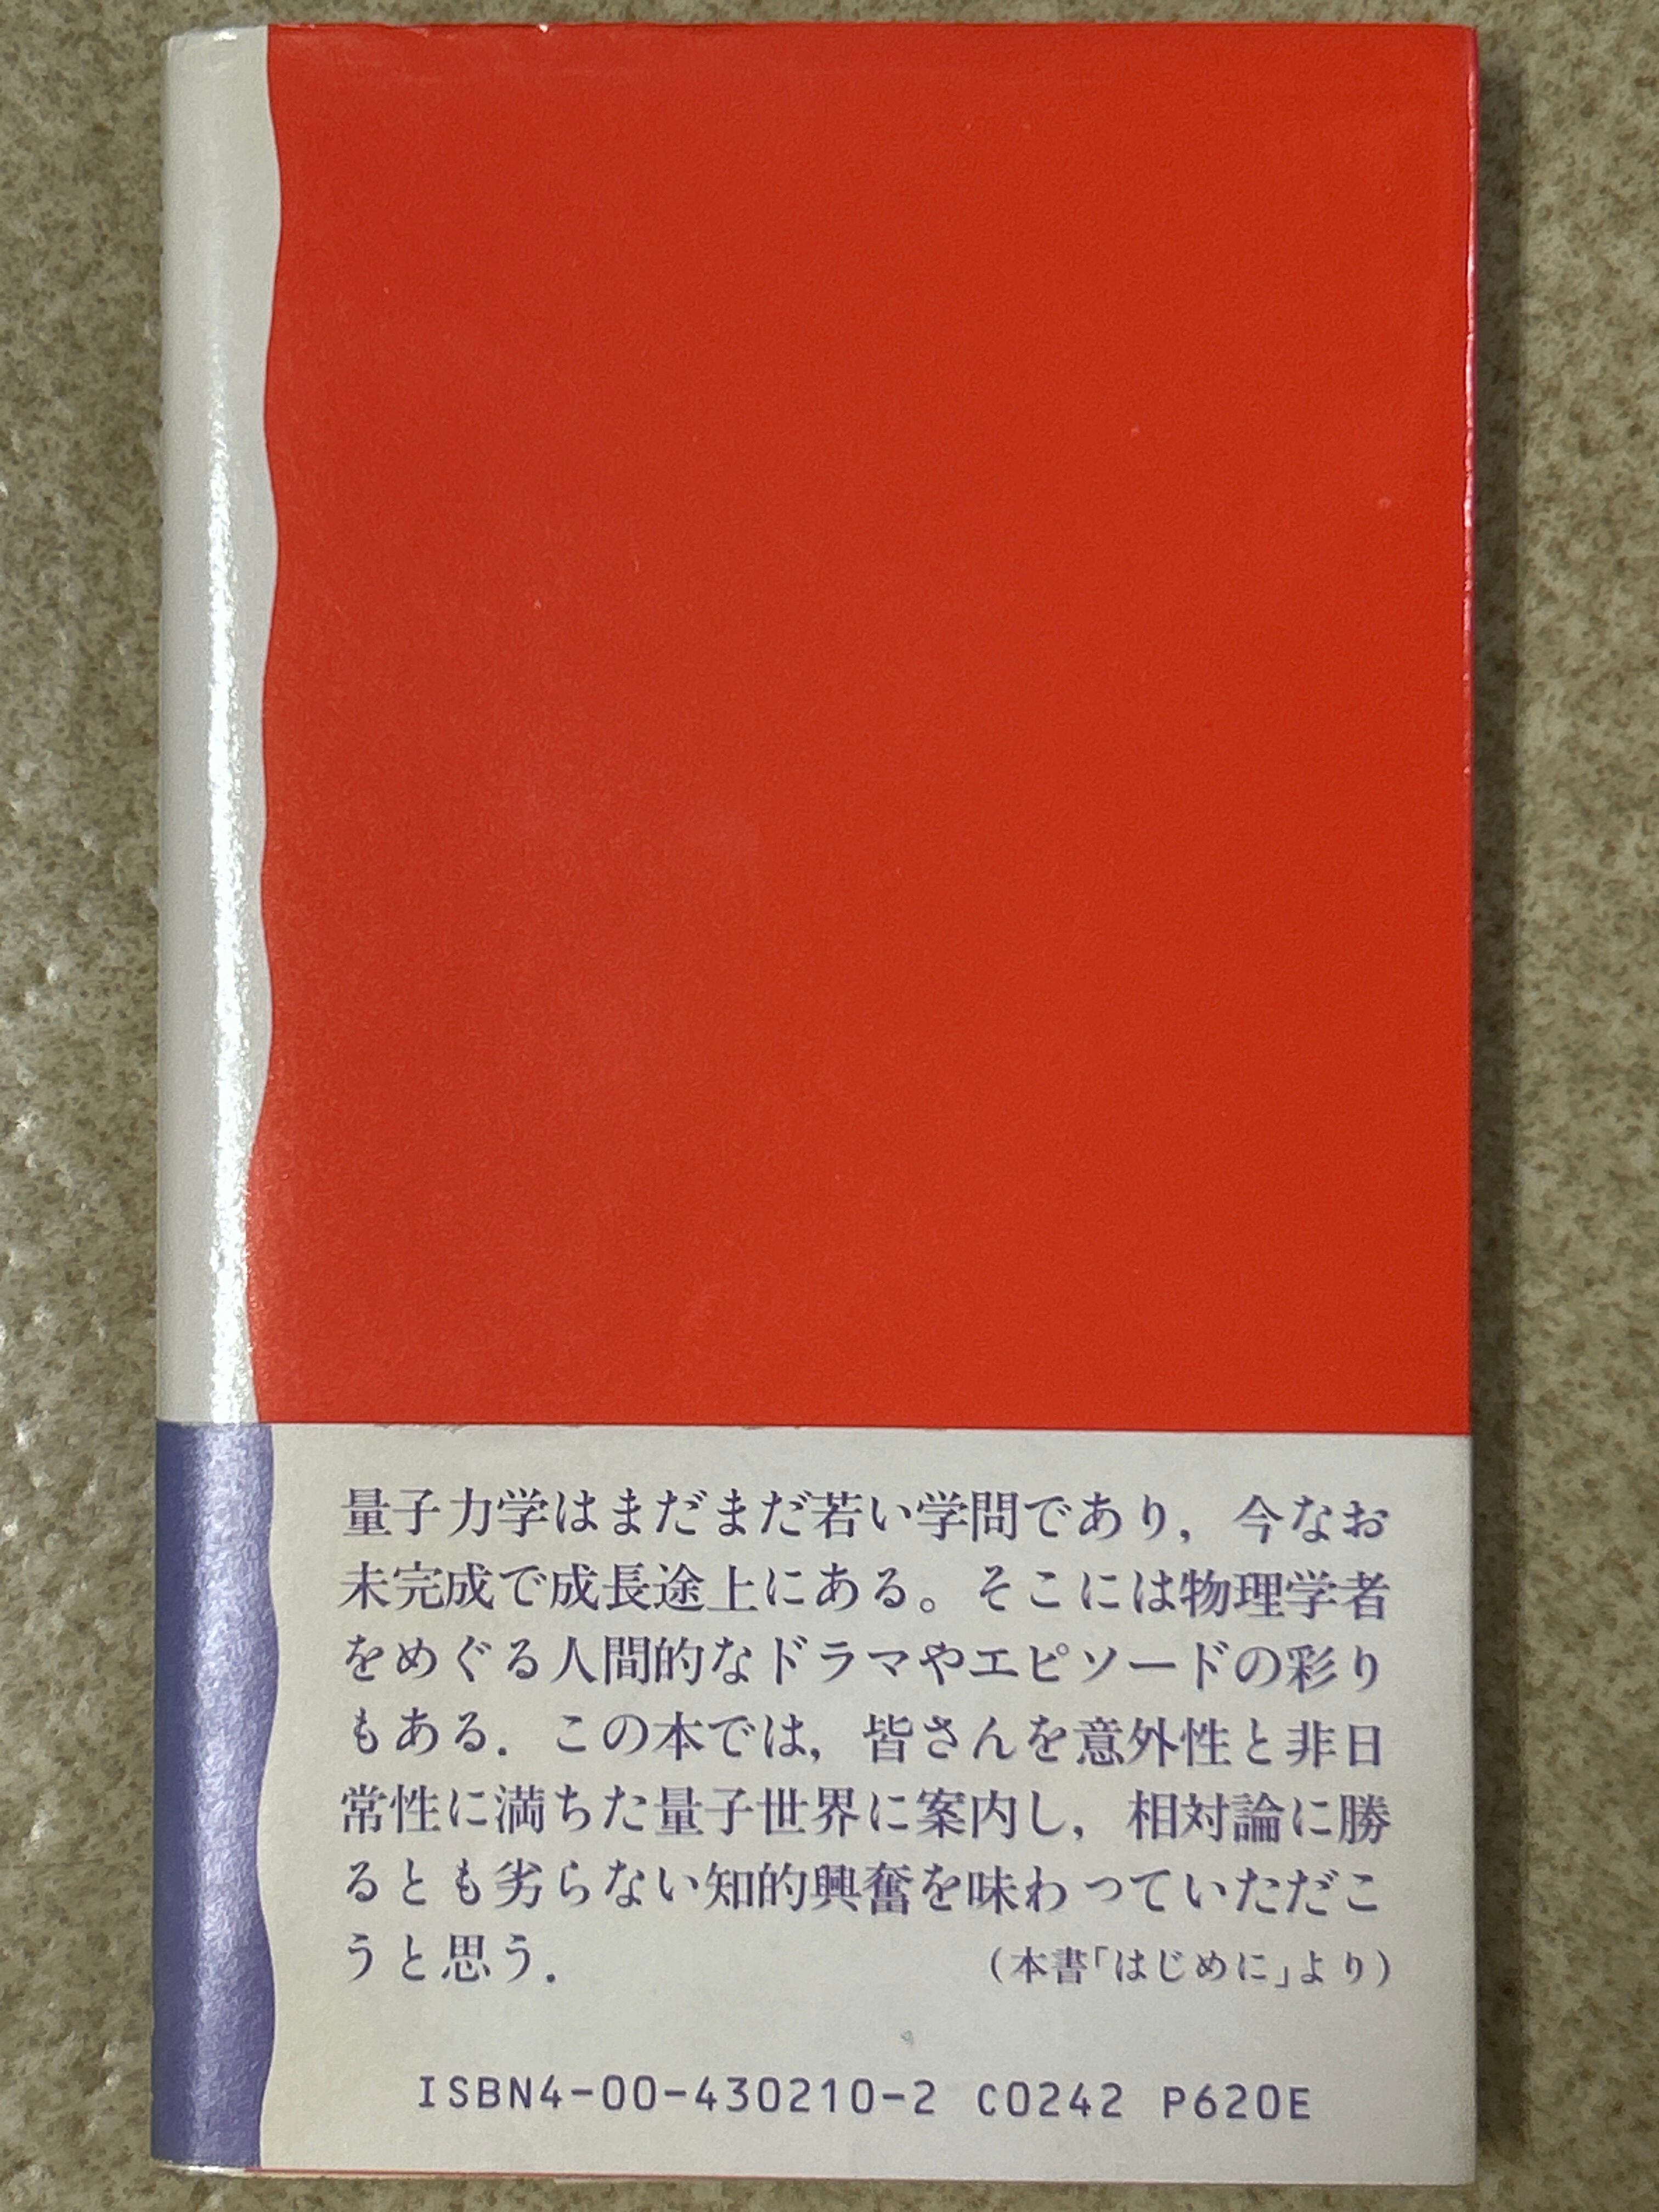 量子力学はまだまだ若い学問であり，今なお
未完成で成長途上にある。そこには物理学者
をめぐる人間的なドラマやエピソードの彩り
もある．この本では，皆さんを意外性と非日
常性に満ちた量子世界に案内し，相対論に勝
るとも劣らない知的興奮を味わっていただこ
うと思う．
（本書「はじめに」より）
ISBN4-00-430210-2 C0242 P620E